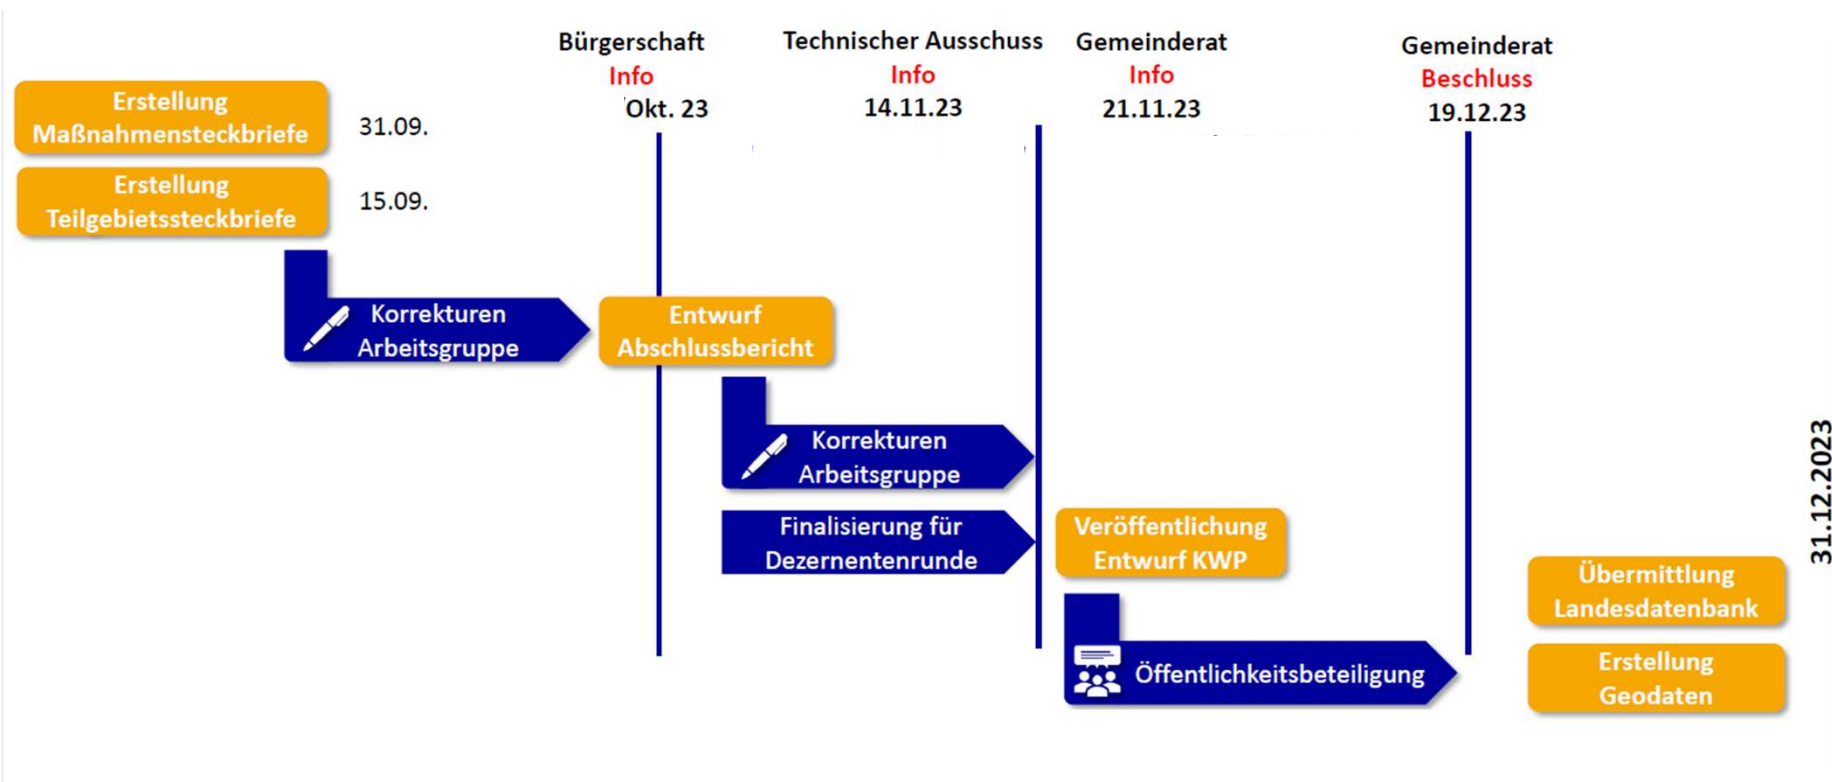 Bürgerschaft
Info
Okt. 23
Technischer Ausschuss
Info
14.11.23
Gemeinderat
Info
21.11.23
Gemeinderat
Beschluss
19.12.23
Erstellung
Maßnahmensteckbriefe
31.09.
Erstellung
Teilgebietssteckbriefe
15.09.
Korrekturen
Arbeitsgruppe
Entwurf
Abschlussbericht
Korrekturen
Arbeitsgruppe
Finalisierung für
Dezernentenrunde
Veröffentlichung
Entwurf KWP
Öffentlichkeitsbeteiligung
Übermittlung
Landesdatenbank
Erstellung
Geodaten
31.12.2023